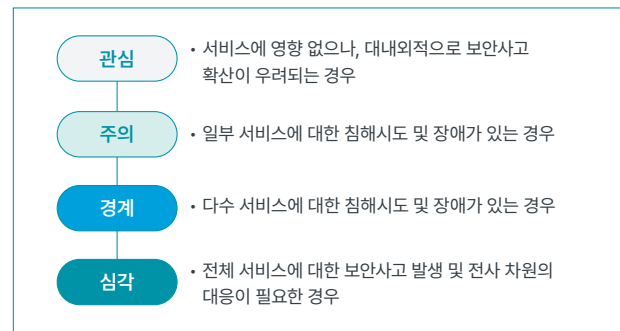 관심
• 서비스에 영향 없으나, 대내외적으로 보안사고
확산이 우려되는 경우
주의
• 일부 서비스에 대한 침해시도 및 장애가 있는 경우
경계
• 다수 서비스에 대한 침해시도 및 장애가 있는 경우
심각
• 전체 서비스에 대한 보안사고 발생 및 전사 차원의
대응이 필요한 경우